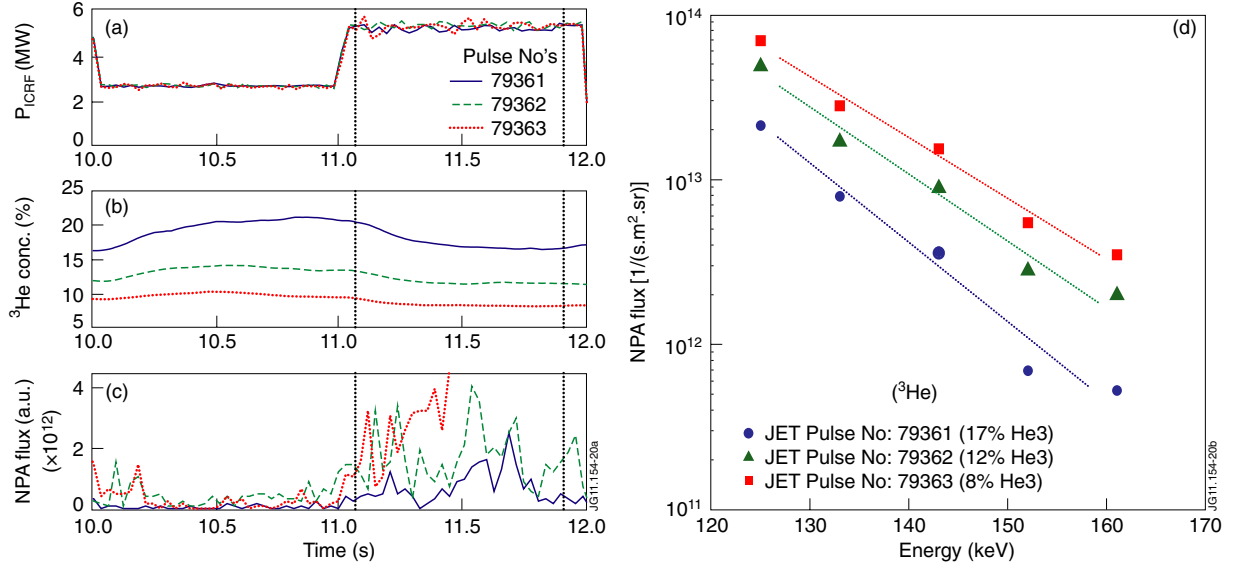 (a)
P_ICRF (MW)
6
4
2
0
Pulse No's
79361
79362
79363
10.0 10.5 11.0 11.5 12.0
(b)
³He conc. (%)
25
20
15
10
5
10.0 10.5 11.0 11.5 12.0
(c)
NPA flux (a.u.)
(×10¹²)
4
2
0
10.0 10.5 11.0 11.5 12.0
Time (s)
JG11.154-20a
(d)
NPA flux [1/(s.m².sr)]
10¹⁴
10¹³
10¹²
10¹¹
(³He)
JET Pulse No: 79361 (17% He3)
JET Pulse No: 79362 (12% He3)
JET Pulse No: 79363 (8% He3)
120 130 140 150 160 170
Energy (keV)
JG11.154-20b